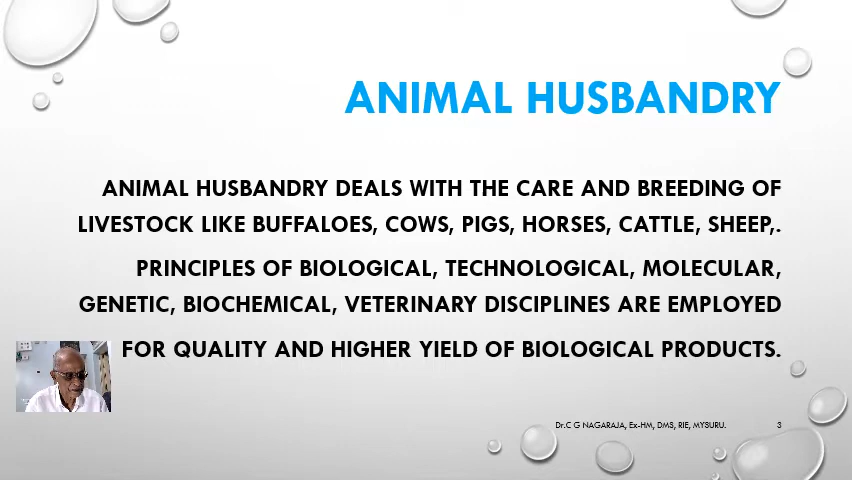 ANIMAL HUSBANDRY
ANIMAL HUSBANDRY DEALS WITH THE CARE AND BREEDING OF
LIVESTOCK LIKE BUFFALOES, COWS, PIGS, HORSES, CATTLE, SHEEP,.
PRINCIPLES OF BIOLOGICAL, TECHNOLOGICAL, MOLECULAR,
GENETIC, BIOCHEMICAL, VETERINARY DISCIPLINES ARE EMPLOYED
FOR QUALITY AND HIGHER YIELD OF BIOLOGICAL PRODUCTS.
Dr.C G NAGARAJA, Ex-HM, DMS, RIE, MYSURU. 3